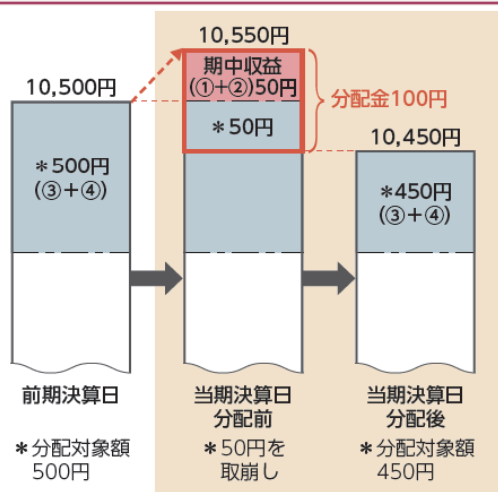 10,500円
*500円
(③+④)
前期決算日
*分配対象額
500円
10,550円
期中収益
(①+②)50円
*50円
分配金100円
当期決算日
分配前
*50円を
取崩し
10,450円
*450円
(③+④)
当期決算日
分配後
*分配対象額
450円